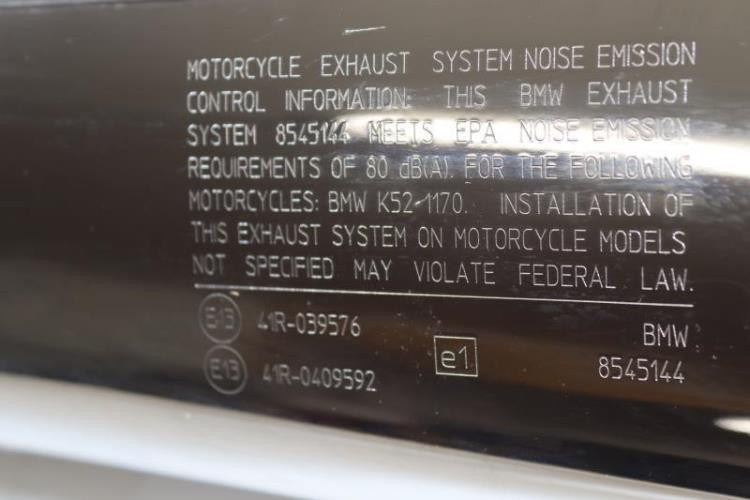 MOTORCYCLE EXHAUST SYSTEM NOISE EMISSION
CONTROL INFORMATION: THIS BMW EXHAUST
SYSTEM 8545144 MEETS EPA NOISE EMISSION
REQUIREMENTS OF 80 dB(A). FOR THE FOLLOWING
MOTORCYCLES: BMW K52-1170. INSTALLATION OF
THIS EXHAUST SYSTEM ON MOTORCYCLE MODELS
NOT SPECIFIED MAY VIOLATE FEDERAL LAW.
E13 41R-039576 BMW
E13 41R-0409592 e1 8545144